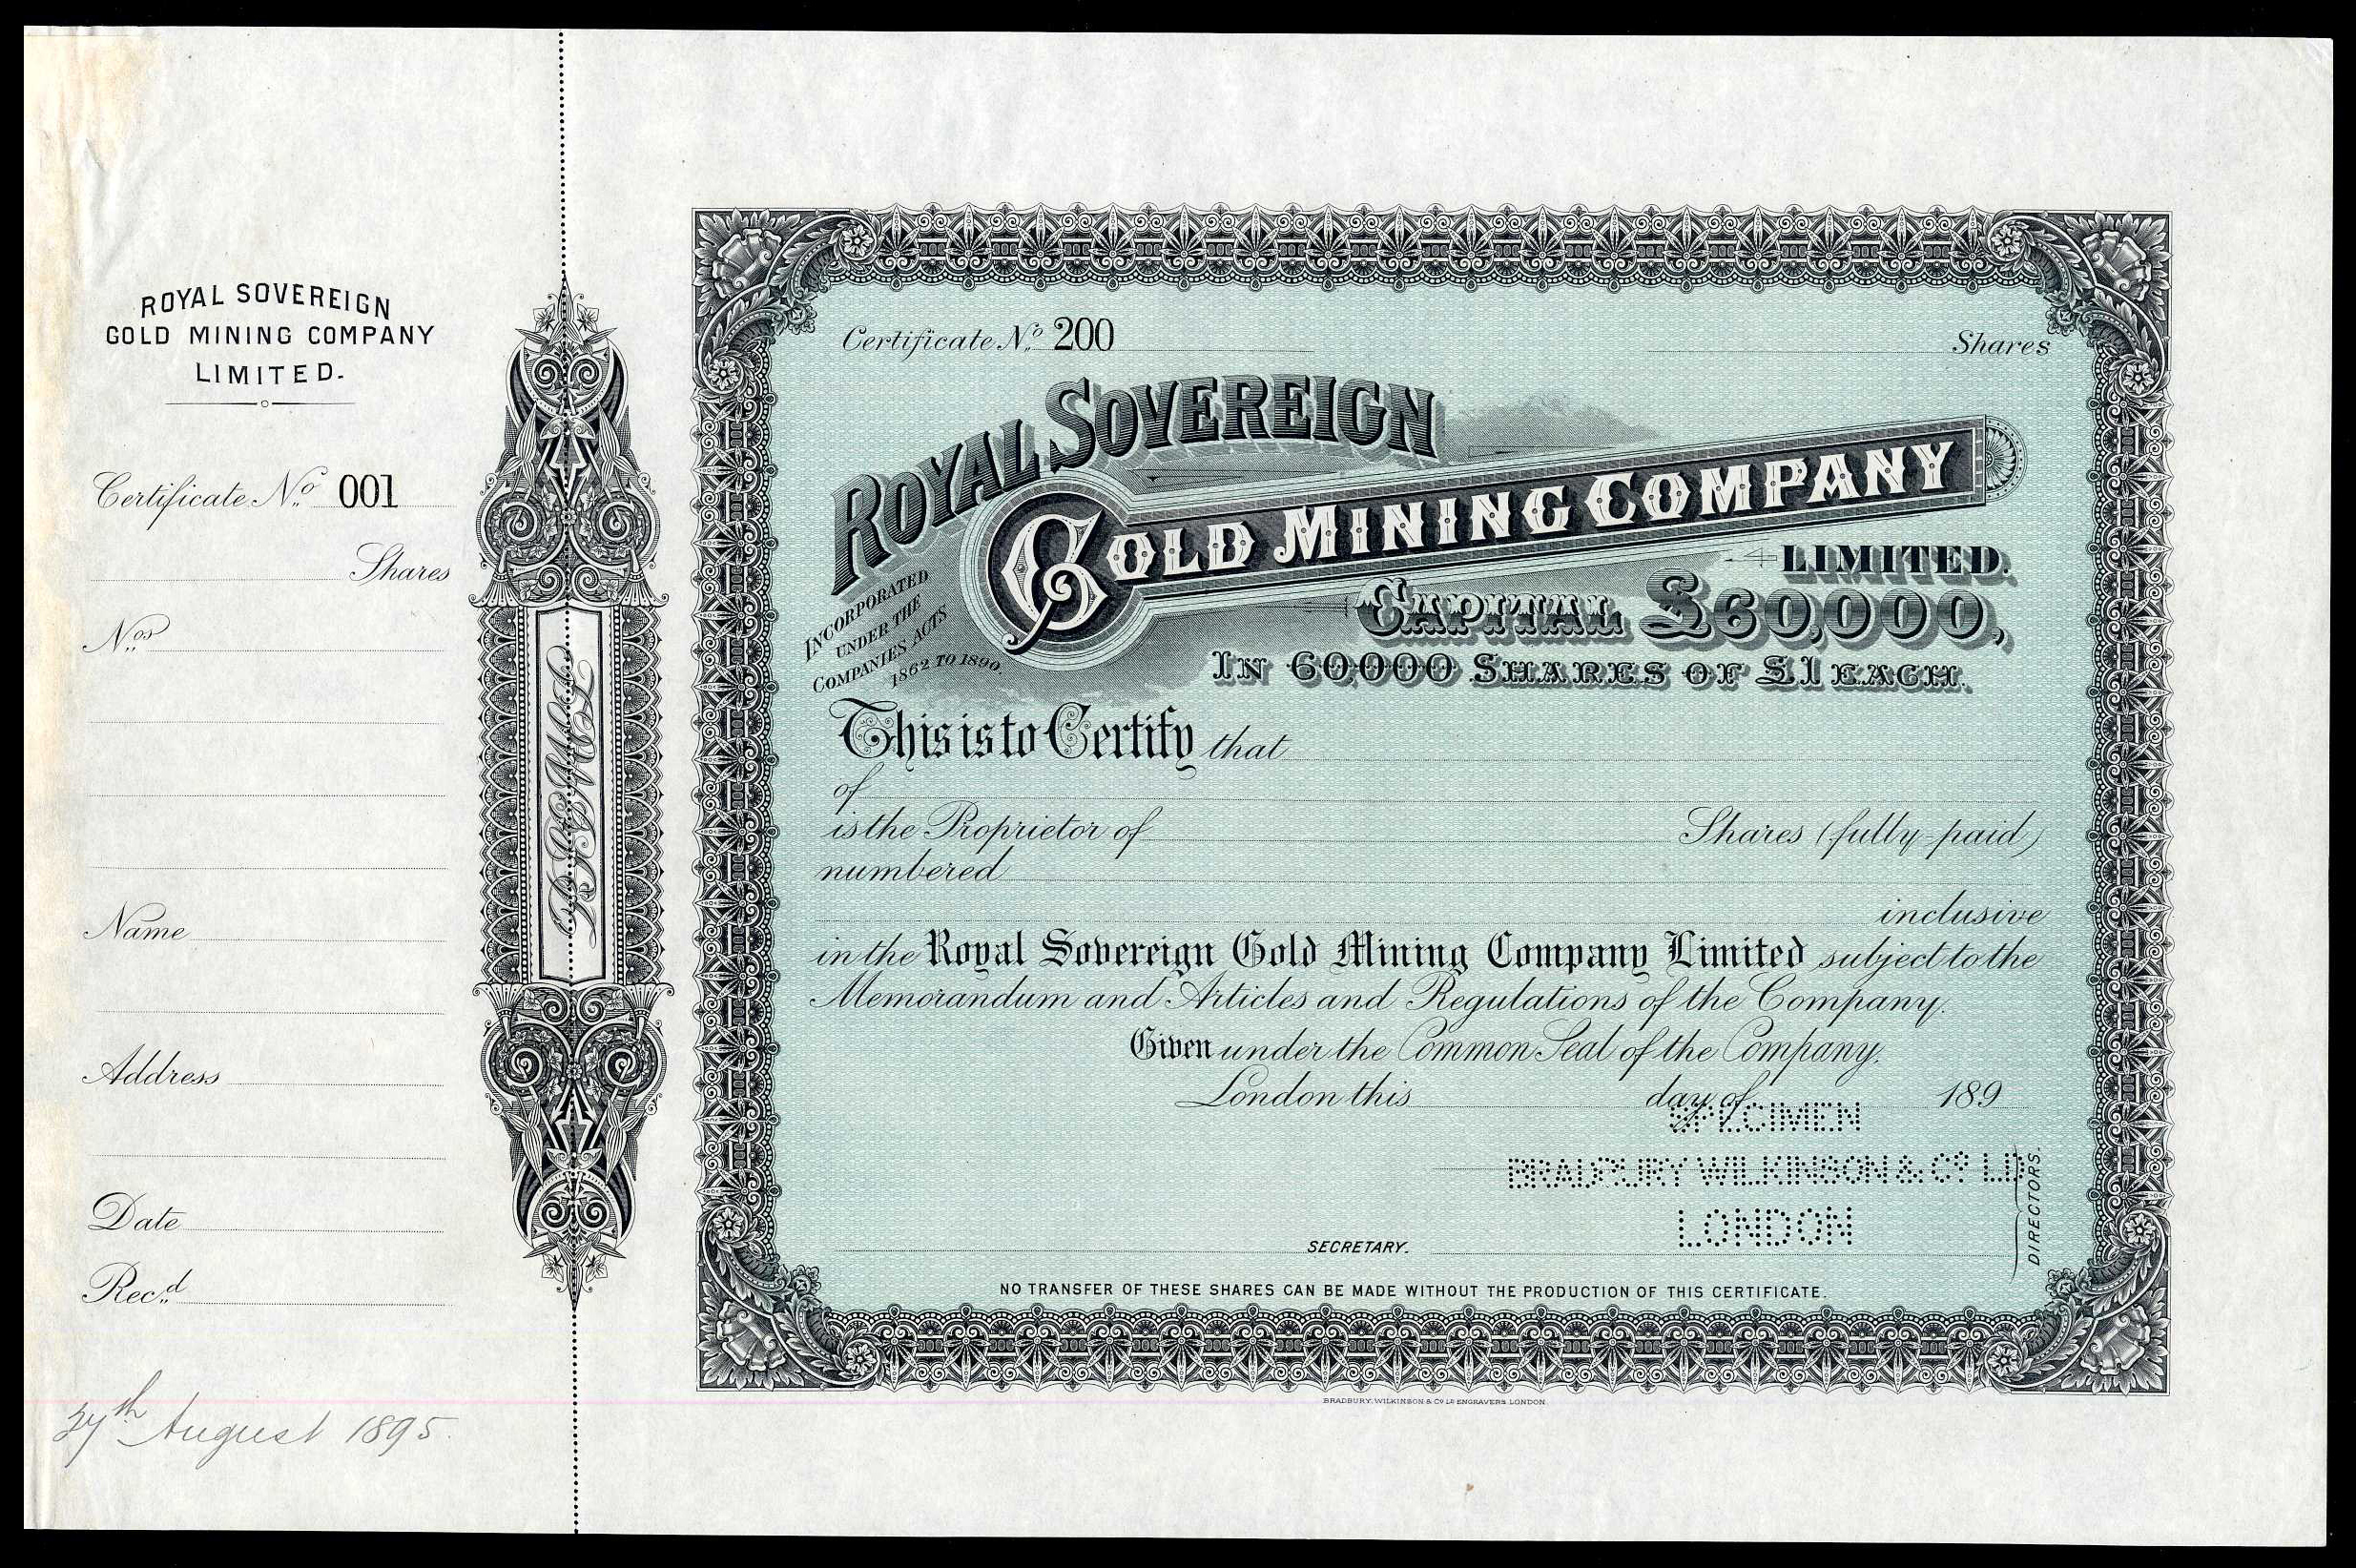 ROYAL SOVEREIGN
GOLD MINING COMPANY
LIMITED.
Certificate No. 001
Shares
Nos.
Name
Address
Date
Rec.d
27th August 1895.
Certificate No. 200
Shares
ROYAL SOVEREIGN
GOLD MINING COMPANY
LIMITED.
INCORPORATED
UNDER THE
COMPANIES ACTS
1862 TO 1890.
CAPITAL £60,000,
IN 60,000 SHARES OF £1 EACH.
This is to Certify that
of
is the Proprietor of Shares (fully paid)
numbered
inclusive
in the Royal Sovereign Gold Mining Company Limited subject to the
Memorandum and Articles and Regulations of the Company.
Given under the Common Seal of the Company,
London this day of 189
SPECIMEN
BRADBURY WILKINSON & Co LD
LONDON
SECRETARY.
DIRECTORS.
NO TRANSFER OF THESE SHARES CAN BE MADE WITHOUT THE PRODUCTION OF THIS CERTIFICATE.
BRADBURY, WILKINSON & Co LD ENGRAVERS LONDON